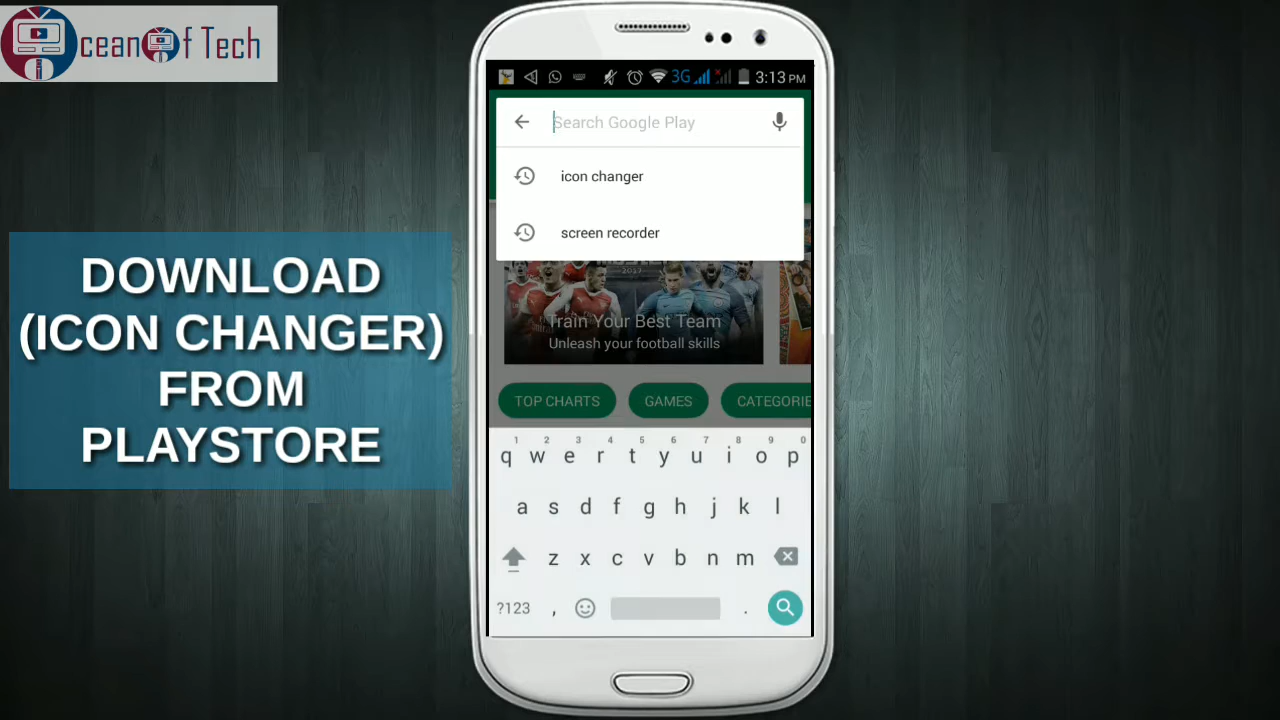 OceanOf Tech
3G 3:13 PM
Search Google Play
icon changer
screen recorder
2017
Train Your Best Team
Unleash your football skills
TOP CHARTS GAMES CATEGORIE
DOWNLOAD
(ICON CHANGER)
FROM
PLAYSTORE
1 2 3 4 5 6 7 8 9 0
q w e r t y u i o p
a s d f g h j k l
z x c v b n m
?123 , .